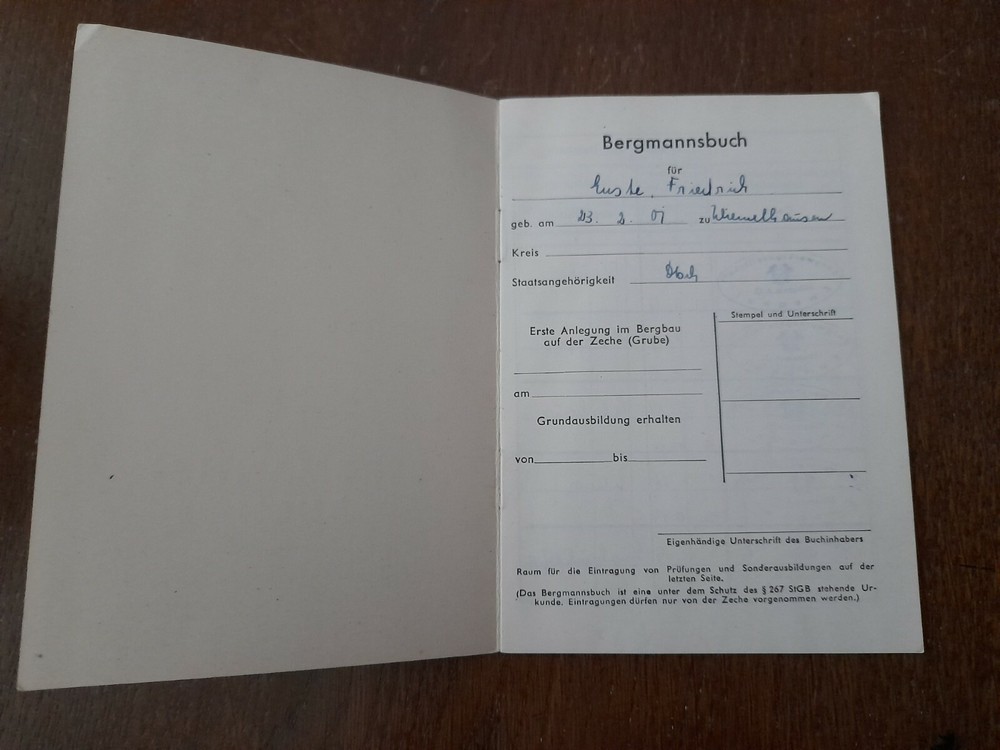 Bergmannsbuch
für
Friedrich
geb. am 23. 2. 01 zu Wiemelhausen
Kreis
Staatsangehörigkeit Dtsch
Stempel und Unterschrift
Erste Anlegung im Bergbau
auf der Zeche (Grube)
am
Grundausbildung erhalten
von bis
Eigenhändige Unterschrift des Buchinhabers
Raum für die Eintragung von Prüfungen und Sonderausbildungen auf der
letzten Seite.
(Das Bergmannsbuch ist eine unter dem Schutz des § 267 StGB stehende Ur-
kunde. Eintragungen dürfen nur von der Zeche vorgenommen werden.)